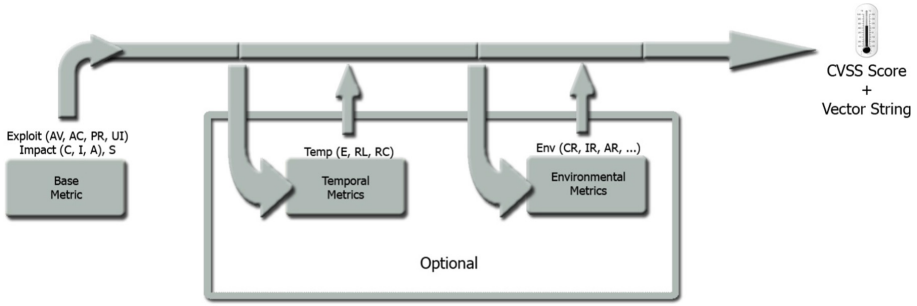 CVSS Score
+
Vector String
Exploit (AV, AC, PR, UI)
Impact (C, I, A), S
Base
Metric
Temp (E, RL, RC)
Temporal
Metrics
Env (CR, IR, AR, ...)
Environmental
Metrics
Optional